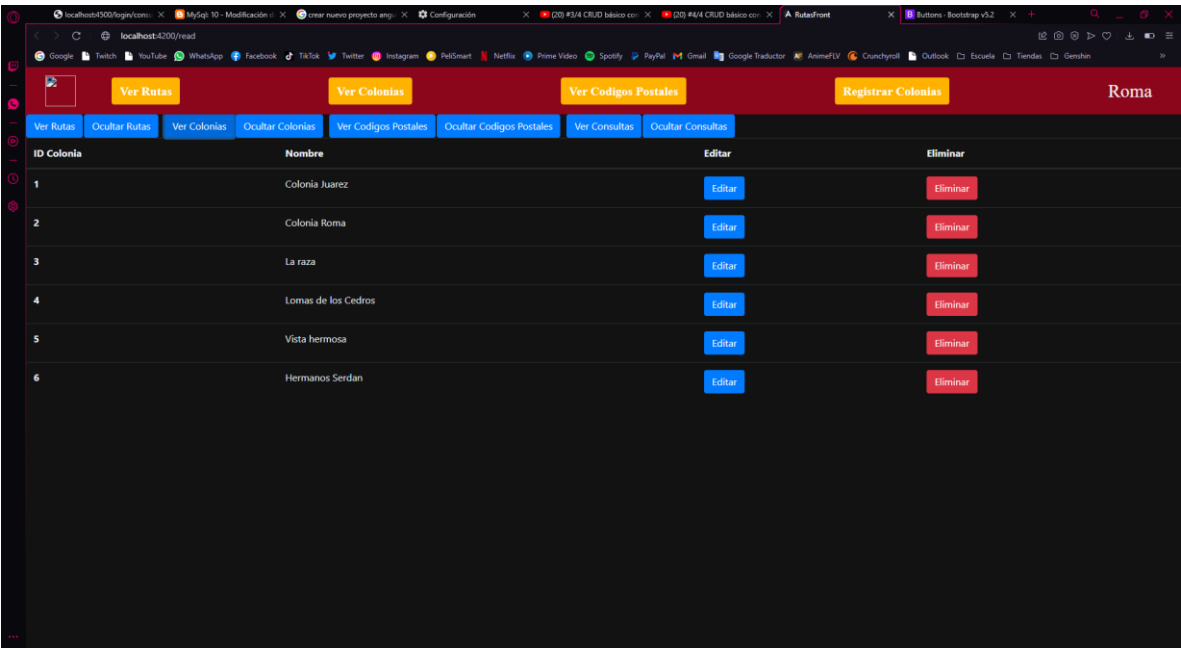 localhost:4500/login/consu MySql: 10 - Modificación d crear nuevo proyecto angu Configuración (20) #3/4 CRUD básico con (20) #4/4 CRUD básico con RutasFront Buttons · Bootstrap v5.2
localhost:4200/read
Google Twitch YouTube WhatsApp Facebook TikTok Twitter Instagram PeliSmart Netflix Prime Video Spotify PayPal Gmail Google Traductor AnimeFLV Crunchyroll Outlook Escuela Tiendas Genshin »
Ver Rutas Ver Colonias Ver Codigos Postales Registrar Colonias Roma
Ver Rutas Ocultar Rutas Ver Colonias Ocultar Colonias Ver Codigos Postales Ocultar Codigos Postales Ver Consultas Ocultar Consultas
ID Colonia Nombre Editar Eliminar
1 Colonia Juarez Editar Eliminar
2 Colonia Roma Editar Eliminar
3 La raza Editar Eliminar
4 Lomas de los Cedros Editar Eliminar
5 Vista hermosa Editar Eliminar
6 Hermanos Serdan Editar Eliminar